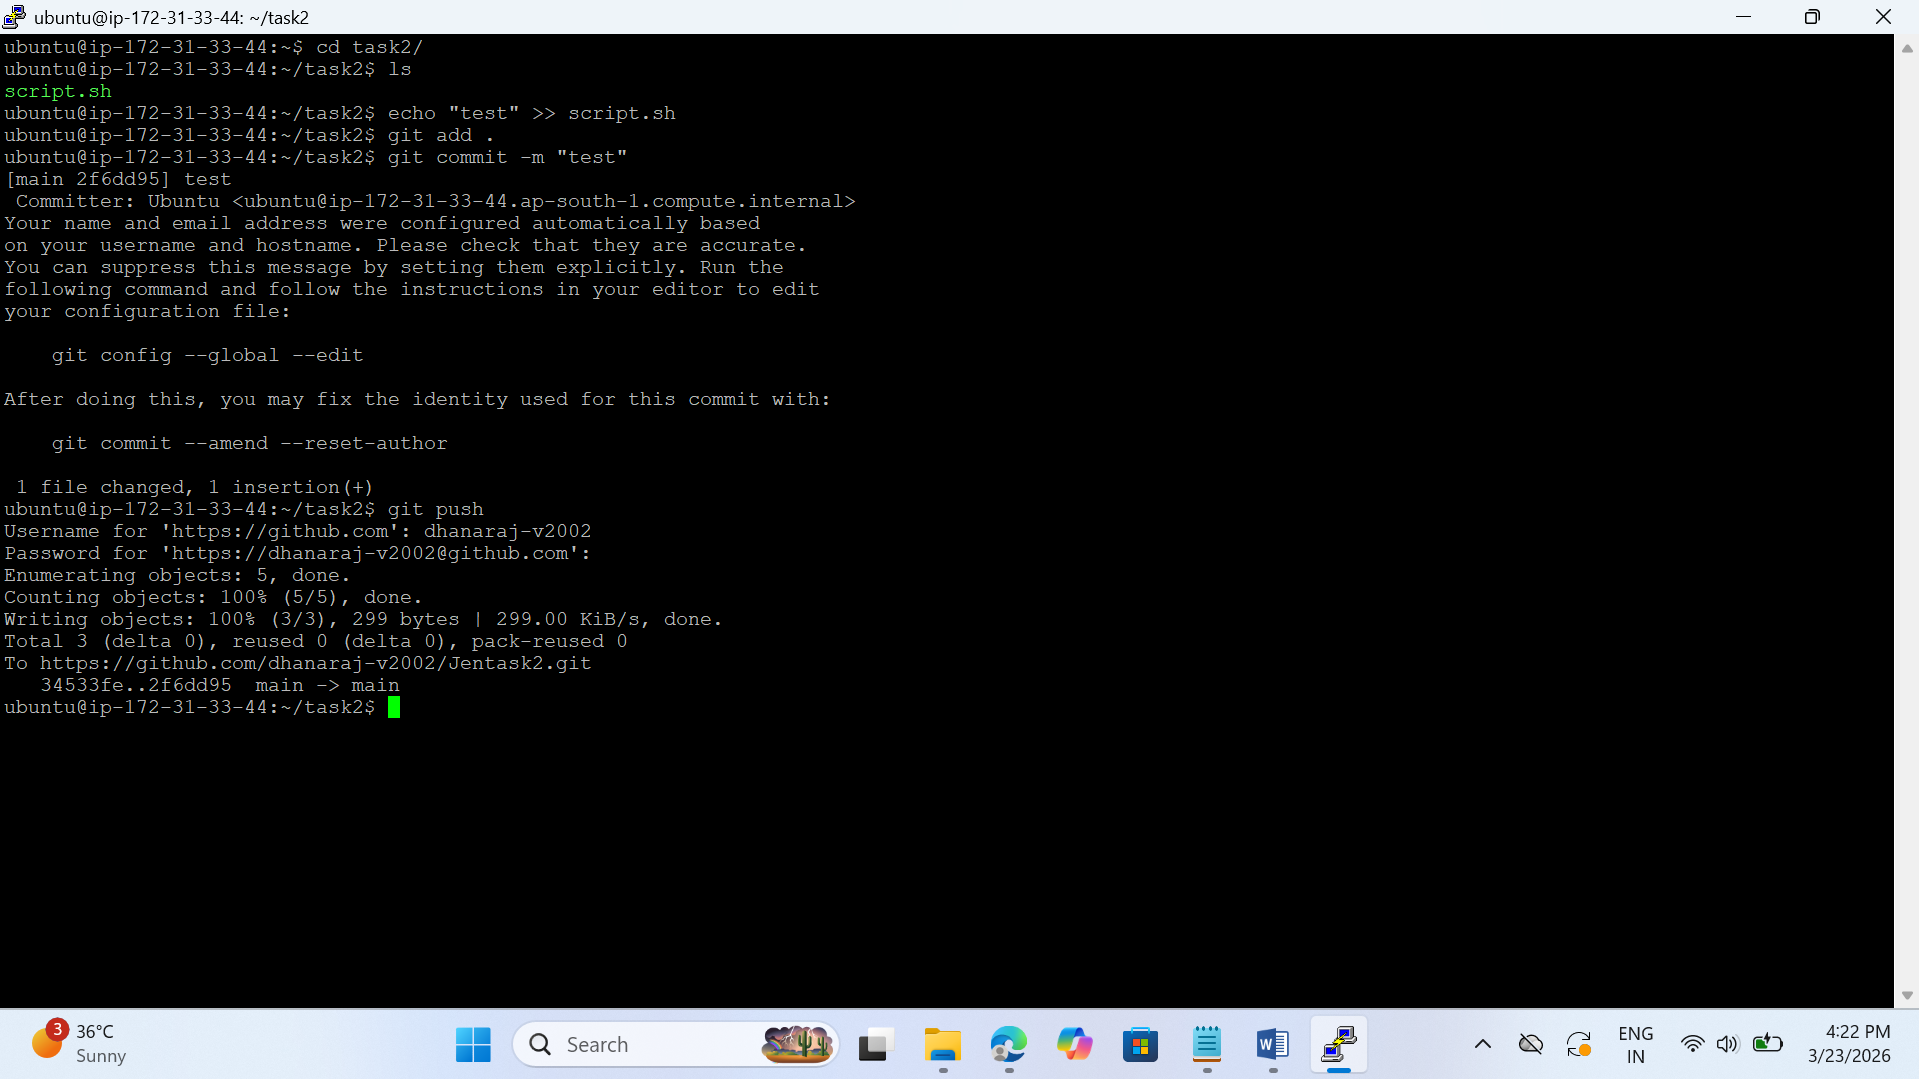 ubuntu@ip-172-31-33-44: ~/task2
ubuntu@ip-172-31-33-44:~$ cd task2/
ubuntu@ip-172-31-33-44:~/task2$ ls
script.sh
ubuntu@ip-172-31-33-44:~/task2$ echo "test" >> script.sh
ubuntu@ip-172-31-33-44:~/task2$ git add .
ubuntu@ip-172-31-33-44:~/task2$ git commit -m "test"
[main 2f6dd95] test
 Committer: Ubuntu <ubuntu@ip-172-31-33-44.ap-south-1.compute.internal>
Your name and email address were configured automatically based
on your username and hostname. Please check that they are accurate.
You can suppress this message by setting them explicitly. Run the
following command and follow the instructions in your editor to edit
your configuration file:
    git config --global --edit
After doing this, you may fix the identity used for this commit with:
    git commit --amend --reset-author
 1 file changed, 1 insertion(+)
ubuntu@ip-172-31-33-44:~/task2$ git push
Username for 'https://github.com': dhanaraj-v2002
Password for 'https://dhanaraj-v2002@github.com':
Enumerating objects: 5, done.
Counting objects: 100% (5/5), done.
Writing objects: 100% (3/3), 299 bytes | 299.00 KiB/s, done.
Total 3 (delta 0), reused 0 (delta 0), pack-reused 0
To https://github.com/dhanaraj-v2002/Jentask2.git
   34533fe..2f6dd95  main -> main
ubuntu@ip-172-31-33-44:~/task2$
3
36°C
Sunny
Search
W
ENG
IN
4:22 PM
3/23/2026